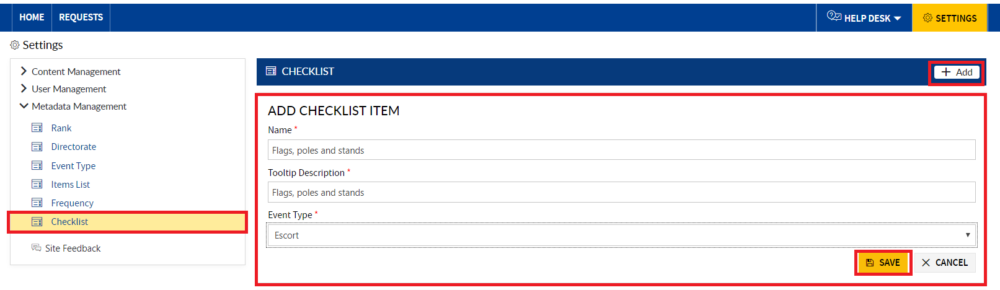 HOME REQUESTS HELP DESK SETTINGS
Settings
Content Management
User Management
Metadata Management
Rank
Directorate
Event Type
Items List
Frequency
Checklist
Site Feedback
CHECKLIST
Add
ADD CHECKLIST ITEM
Name *
Flags, poles and stands
Tooltip Description *
Flags, poles and stands
Event Type *
Escort
SAVE CANCEL